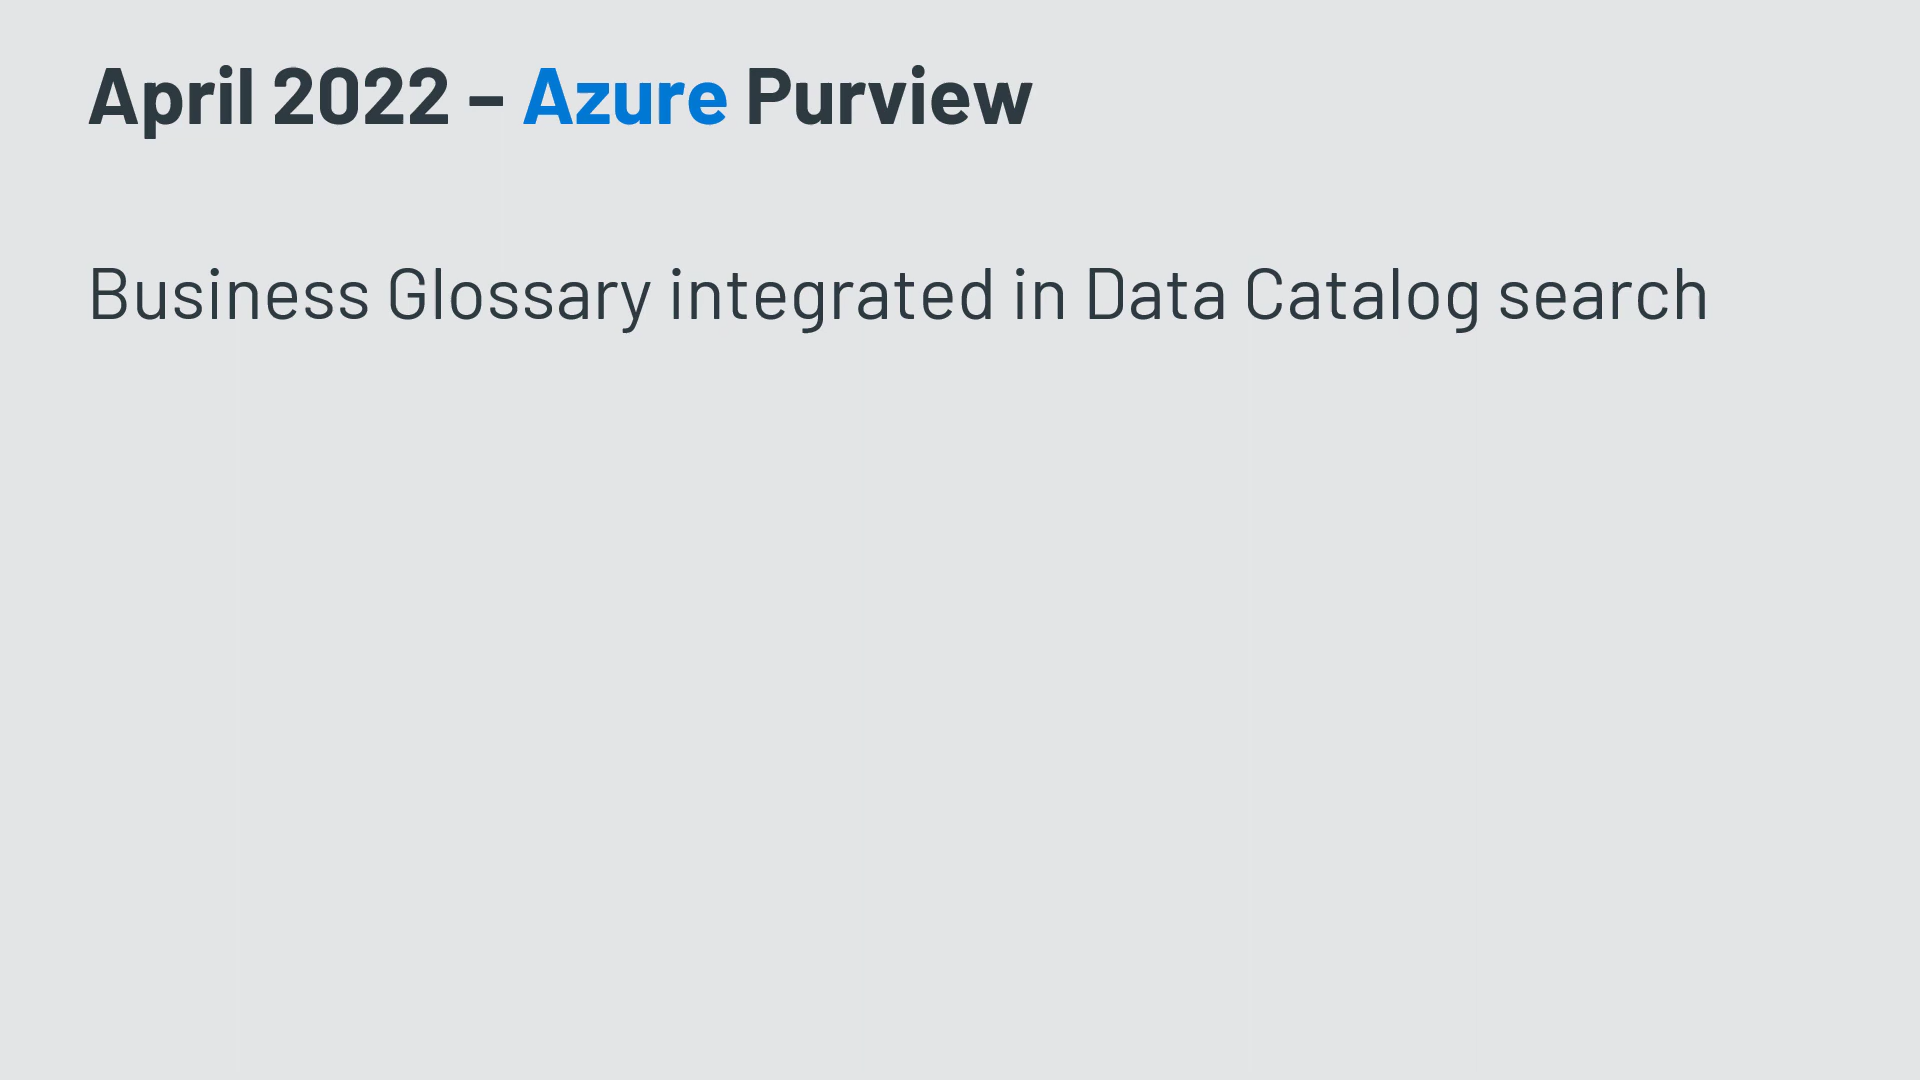 April 2022 – Azure Purview
Business Glossary integrated in Data Catalog search